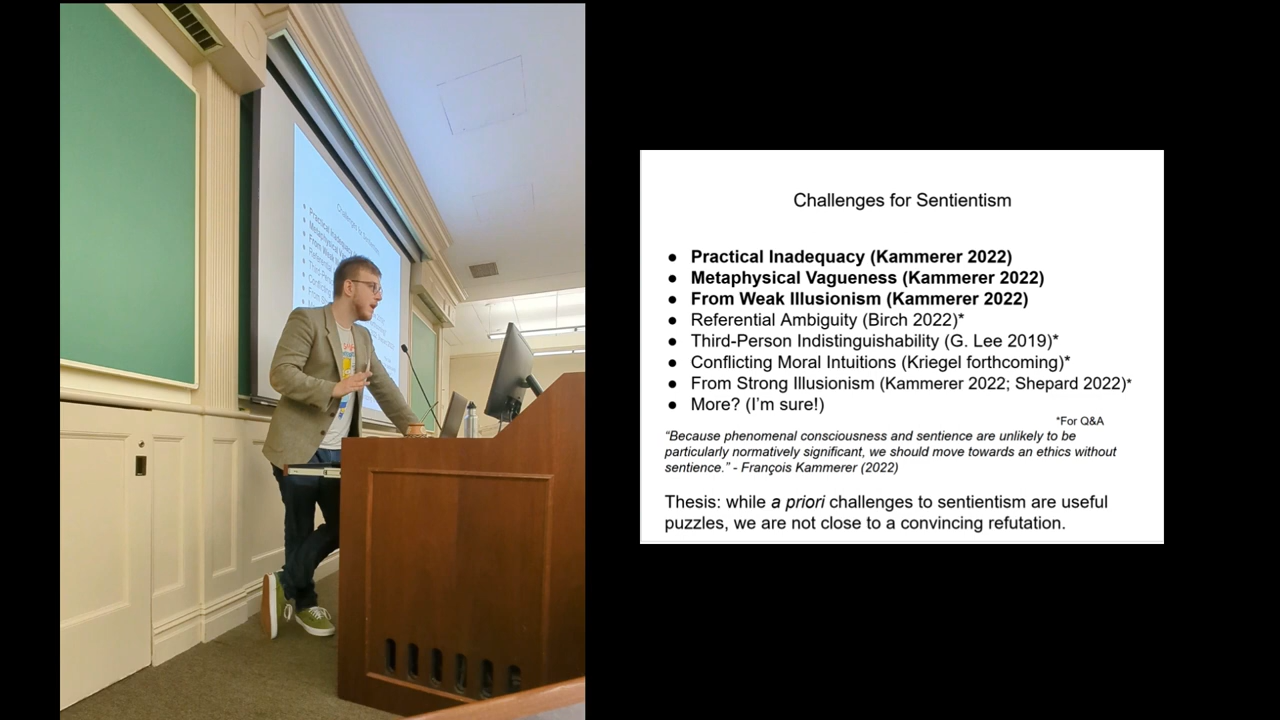 Challenges for Sentientism
● Practical Inadequacy (Kammerer 2022)
● Metaphysical Vagueness (Kammerer 2022)
● From Weak Illusionism (Kammerer 2022)
● Referential Ambiguity (Birch 2022)*
● Third-Person Indistinguishability (G. Lee 2019)*
● Conflicting Moral Intuitions (Kriegel forthcoming)*
● From Strong Illusionism (Kammerer 2022; Shepard 2022)*
● More? (I'm sure!)
*For Q&A
“Because phenomenal consciousness and sentience are unlikely to be
particularly normatively significant, we should move towards an ethics without
sentience.” - François Kammerer (2022)
Thesis: while a priori challenges to sentientism are useful
puzzles, we are not close to a convincing refutation.